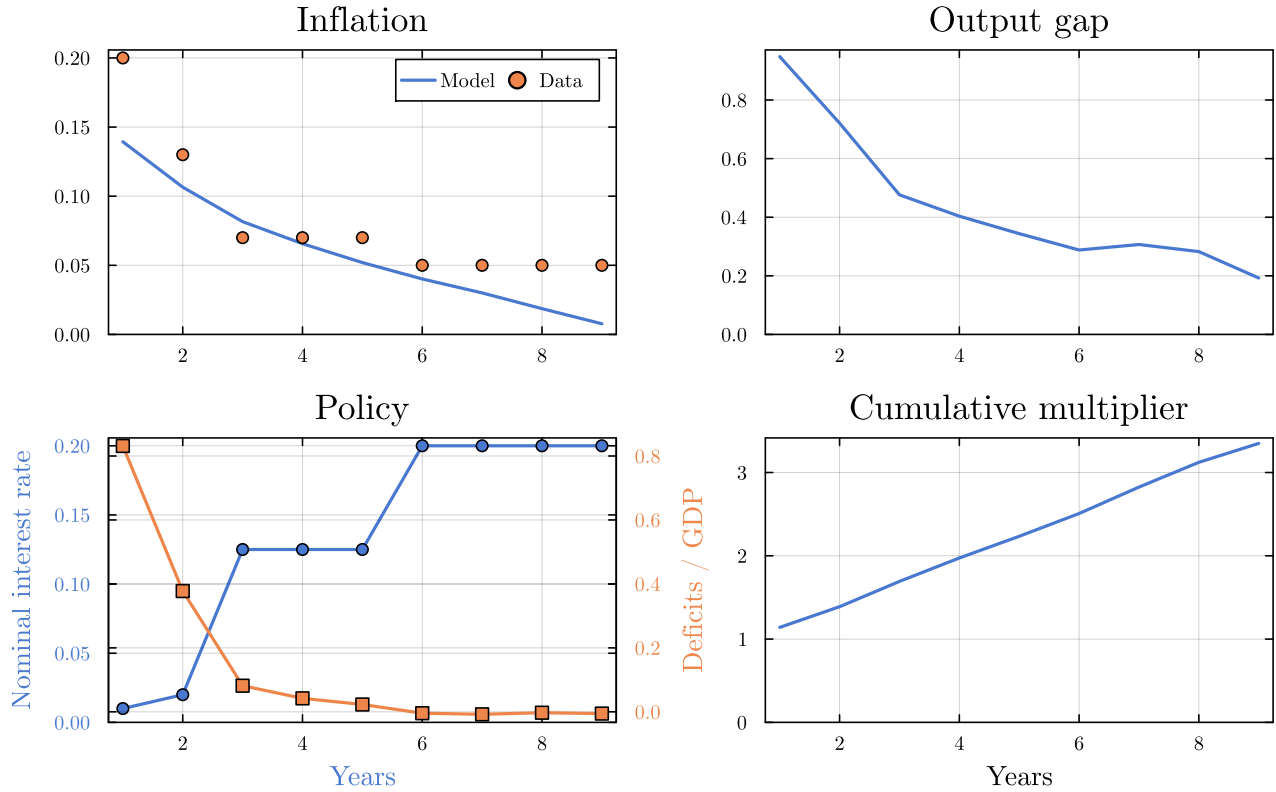 Inflation
0.20
0.15
0.10
0.05
0.00
Model Data
2 4 6 8
Output gap
0.8
0.6
0.4
0.2
0.0
2 4 6 8
Policy
Nominal interest rate
0.20
0.15
0.10
0.05
0.00
0.8
0.6
0.4
0.2
0.0
Deficits / GDP
2 4 6 8
Years
Cumulative multiplier
3
2
1
0
2 4 6 8
Years